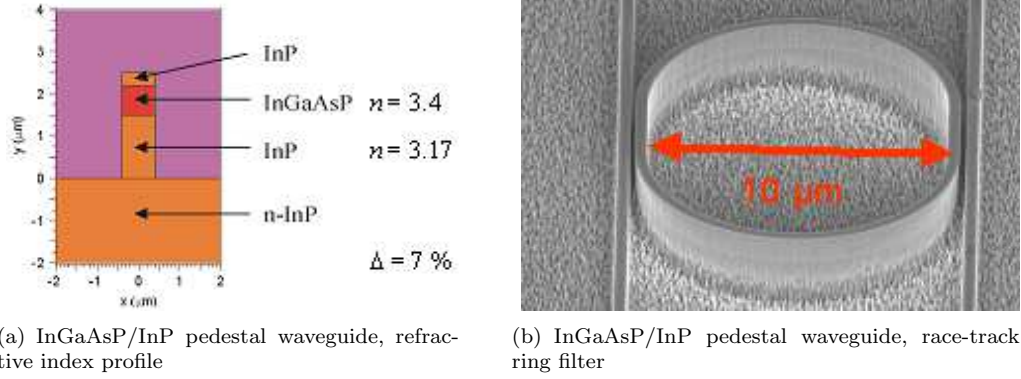 4
3
2
1
0
-1
-2
y (μm)
-2 -1 0 1 2
x (μm)
InP
InGaAsP n = 3.4
InP n = 3.17
n-InP
Δ = 7 %
10 μm
(a) InGaAsP/InP pedestal waveguide, refrac-
tive index profile
(b) InGaAsP/InP pedestal waveguide, race-track
ring filter